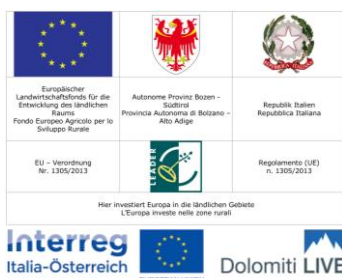 Europäischer
Landwirtschaftsfonds für die
Entwicklung des ländlichen
Raums
Fondo Europeo Agricolo per lo
Sviluppo Rurale
Autonome Provinz Bozen -
Südtirol
Provincia Autonoma di Bolzano –
Alto Adige
Republik Italien
Repubblica Italiana
EU – Verordnung
Nr. 1305/2013
LEADER
Regolamento (UE)
n. 1305/2013
Hier investiert Europa in die ländlichen Gebiete
L'Europa investe nelle zone rurali
Interreg
Italia-Österreich
Dolomiti LIVE